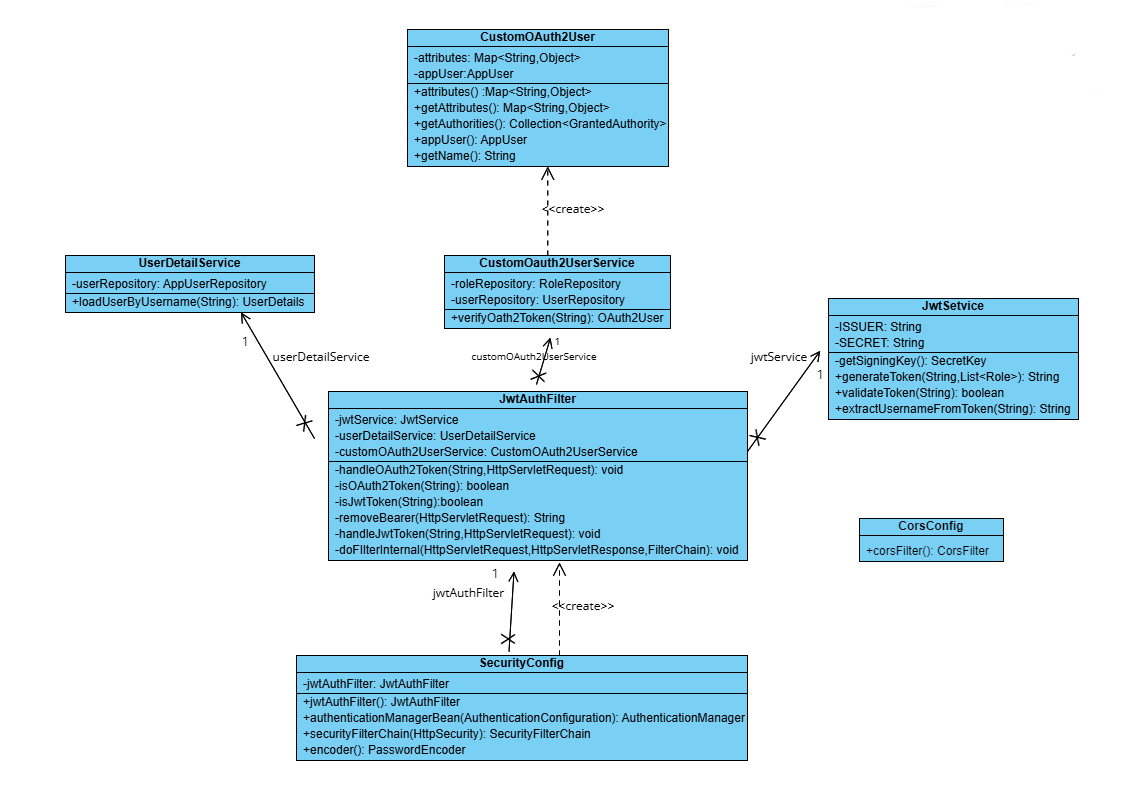 CustomOAuth2User
-attributes: Map<String,Object>
-appUser:AppUser
+attributes() :Map<String,Object>
+getAttributes(): Map<String,Object>
+getAuthorities(): Collection<GrantedAuthority>
+appUser(): AppUser
+getName(): String
<<create>>
UserDetailService
-userRepository: AppUserRepository
+loadUserByUsername(String): UserDetails
CustomOauth2UserService
-roleRepository: RoleRepository
-userRepository: UserRepository
+verifyOath2Token(String): OAuth2User
JwtSetvice
-ISSUER: String
-SECRET: String
-getSigningKey(): SecretKey
+generateToken(String,List<Role>): String
+validateToken(String): boolean
+extractUsernameFromToken(String): String
1
userDetailService
1
customOAuth2UserService
jwtService
1
JwtAuthFilter
-jwtService: JwtService
-userDetailService: UserDetailService
-customOAuth2UserService: CustomOAuth2UserService
-handleOAuth2Token(String,HttpServletRequest): void
-isOAuth2Token(String): boolean
-isJwtToken(String):boolean
-removeBearer(HttpServletRequest): String
-handleJwtToken(String,HttpServletRequest): void
-doFIlterInternal(HttpServletRequest,HttpServletResponse,FilterChain): void
CorsConfig
+corsFilter(): CorsFilter
1
jwtAuthFilter
<<create>>
SecurityConfig
-jwtAuthFilter: JwtAuthFilter
+jwtAuthFilter(): JwtAuthFilter
+authenticationManagerBean(AuthenticationConfiguration): AuthenticationManager
+securityFilterChain(HttpSecurity): SecurityFilterChain
+encoder(): PasswordEncoder